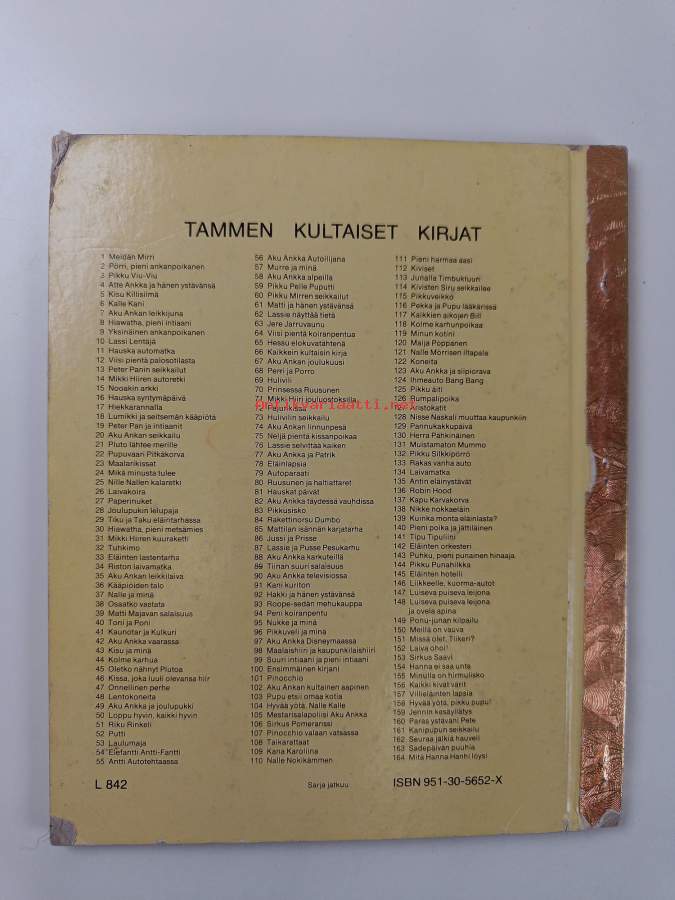 TAMMEN KULTAISET KIRJAT
1 Meidän Mirri
2 Pörri, pieni ankanpoikanen
3 Pikku Viu-Viu
4 Atte Ankka ja hänen ystävänsä
5 Kisu Killisilmä
6 Kalle Kani
7 Aku Ankan leikkijuna
8 Hiawatha, pieni intiaani
9 Yksinäinen ankanpoikanen
10 Lassi Lentäjä
11 Hauska automatka
12 Viisi pientä palosotilasta
13 Peter Panin seikkailut
14 Mikki Hiiren autoretki
15 Nooakin arkki
16 Hauska syntymäpäivä
17 Hiekkarannalla
18 Lumikki ja seitsemän kääpiötä
19 Peter Pan ja intiaanit
20 Aku Ankan seikkailu
21 Pluto lähtee merille
22 Pupuvaari Pitkäkorva
23 Maalarikissat
24 Mikä minusta tulee
25 Nille Nallen kalaretki
26 Laivakoira
27 Paperinuket
28 Joulupukin lelupaja
29 Tiku ja Taku eläintarhassa
30 Hiawatha, pieni metsämies
31 Mikki Hiiren kuuraketti
32 Tuhkimo
33 Eläinten lastentarha
34 Riston laivamatka
35 Aku Ankan leikkilaiva
36 Kääpiöiden talo
37 Nalle ja minä
38 Osaatko vastata
39 Matti Majavan salaisuus
40 Toni ja Poni
41 Kaunotar ja Kulkuri
42 Aku Ankka vaarassa
43 Kisu ja minä
44 Kolme karhua
45 Oletko nähnyt Plutoa
46 Kissa, joka luuli olevansa hiir
47 Onnellinen perhe
48 Lentokoneita
49 Aku Ankka ja joulupukki
50 Loppu hyvin, kaikki hyvin
51 Riku Rinkeli
52 Putti
53 Laulumaja
54 Elefantti Antti-Fantti
55 Antti Autotehtaassa
56 Aku Ankka Autoilijana
57 Murre ja minä
58 Aku Ankka alpeilla
59 Pikku Pelle Puputti
60 Pikku Mirren seikkailut
61 Matti ja hänen ystävänsä
62 Lassie näyttää tietä
63 Jere Jarruvaunu
64 Viisi pientä koiranpentua
65 Hessu elokuvatähtenä
66 Kaikkein kultaisin kirja
67 Aku Ankan joulukuusi
68 Perri ja Porro
69 Hulivili
70 Prinsessa Ruusunen
71 Mikki Hiiri jouluostoksilla
73 Hulivilin seikkailu
74 Aku Ankan linnunpesä
75 Neljä pientä kissanpoikaa
76 Lassie selvittää kaiken
77 Aku Ankka ja Patrik
78 Eläinlapsia
79 Autoparaati
80 Ruusunen ja haltiattaret
81 Hauskat päivät
82 Aku Ankka täydessä vauhdissa
83 Pikkusisko
84 Rakettinorsu Dumbo
85 Mattilan isännän karjatarha
86 Jussi ja Prisse
87 Lassie ja Pusse Pesukarhu
88 Aku Ankka karkuteillä
89 Tiinan suuri salaisuus
90 Aku Ankka televisiossa
91 Kani kuriton
92 Hakki ja hänen ystävänsä
93 Roope-sedän mehukauppa
94 Peni koiranpentu
95 Nukke ja minä
96 Pikkuveli ja minä
97 Aku Ankka Disneymaassa
98 Maalaishiiri ja kaupunkilaishiiri
99 Suuri intiaani ja pieni intiaani
100 Ensimmäinen kirjani
101 Pinocchio
102 Aku Ankan kultainen aapinen
103 Pupu etsii omaa kotia
104 Hyvää yötä, Nalle Kalle
105 Mestarisalapoliisi Aku Ankka
106 Sirkus Pomeranssi
107 Pinocchio valaan vatsassa
108 Taikarattaat
109 Kana Karoliina
110 Nalle Nokikämmen
111 Pieni harmaa aasi
112 Kiviset
113 Junalla Timbuktuun
114 Kivisten Siru seikkailee
115 Pikkuveikko
116 Pekka ja Pupu lääkärissä
117 Kaikkien aikojen Bill
118 Kolme karhunpoikaa
119 Minun kotini
120 Maija Poppanen
121 Nalle Mörrisen iltapala
122 Koneita
123 Aku Ankka ja siipiorava
124 Ihmeauto Bang Bang
125 Pikku äiti
126 Rumpalipoika
127 Aristokatit
128 Nisse Naskali muuttaa kaupunkiin
129 Pannukakkupäivä
130 Herra Pähkinäinen
131 Muistamaton Mummo
132 Pikku Silkkiporro
133 Rakas vanha auto
134 Laivamatka
135 Antin eläinystävät
136 Robin Hood
137 Kapu Karvakorva
138 Nikke nokkaeläin
139 Kuinka monta eläinlasta?
140 Pieni poika ja jättiläinen
141 Tipu Tipuliini
142 Eläinten orkesteri
143 Puhku, pieni punainen hinaaja
144 Pikku Punahilkka
145 Eläinten hotelli
146 Liikkeelle, kuorma-autot
147 Luiseva puiseva leijona
148 Luiseva puiseva leijona
ja ovela apina
149 Ponu-junan kilpailu
150 Meillä on vauva
151 Missä olet, Tiikeri?
152 Laiva ohoi!
153 Sirkus Saavi
154 Hanna ei saa unta
155 Minulla on hirmulisko
156 Kaikki kivat värit
157 Villieläinten lapsia
158 Hyvää yötä, pikku pupu!
159 Jennin kesäyllätys
160 Paras ystäväni Pete
161 Kanipupun seikkailu
162 Seuraa jälkiä hauveli
163 Sadepäivän puuhia
164 Mitä Hanna Hanhi löysi
L 842
Sarja jatkuu
ISBN 951-30-5652-X
Antikvariaatti.net